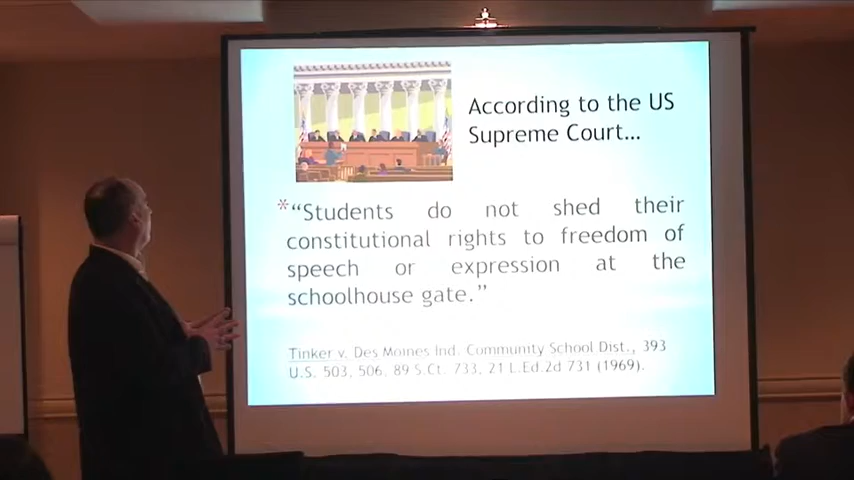 According to the US
Supreme Court...
*“Students do not shed their
constitutional rights to freedom of
speech or expression at the
schoolhouse gate.”
Tinker v. Des Moines Ind. Community School Dist., 393
U.S. 503, 506, 89 S.Ct. 733, 21 L.Ed.2d 731 (1969).